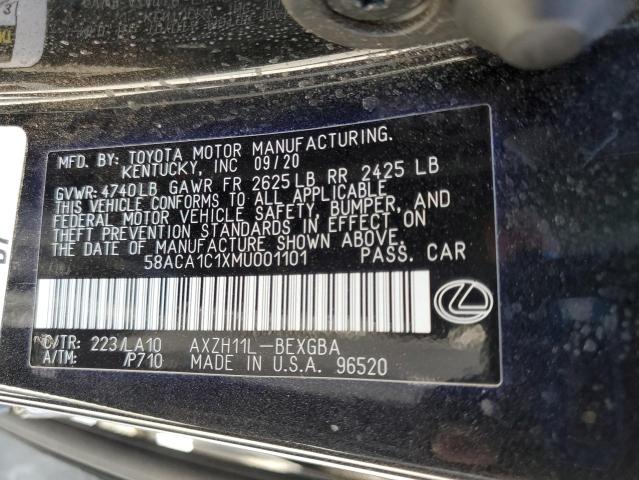 MFD. BY: TOYOTA MOTOR MANUFACTURING.
KENTUCKY, INC 09/20
GVWR: 4740LB GAWR FR 2625LB RR 2425 LB
THIS VEHICLE CONFORMS TO ALL APPLICABLE
FEDERAL MOTOR VEHICLE SAFETY, BUMPER, AND
THEFT PREVENTION STANDARDS IN EFFECT ON
THE DATE OF MANUFACTURE SHOWN ABOVE.
58ACA1C1XMU001101 PASS. CAR
C/TR: 223/LA10 AXZH11L-BEXGBA
A/TM: /P710 MADE IN U.S.A. 96520